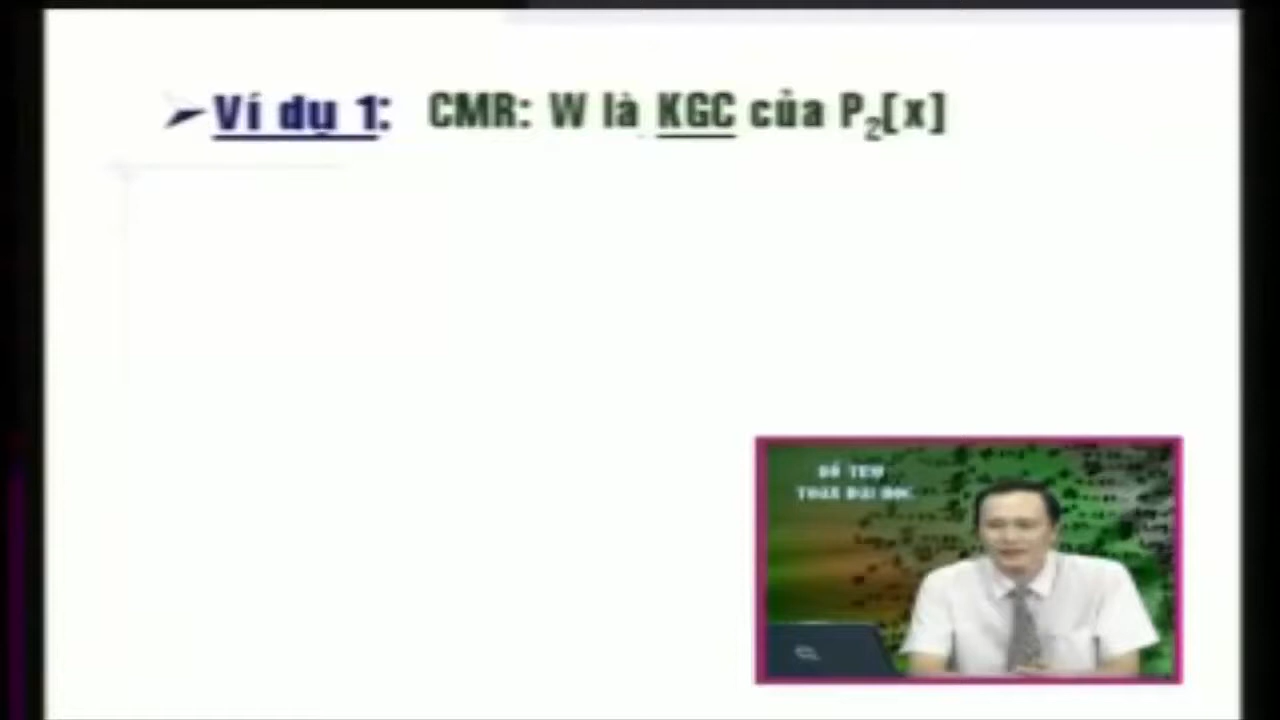 Ví dụ 1: CMR: W là KGC của P₂[x]